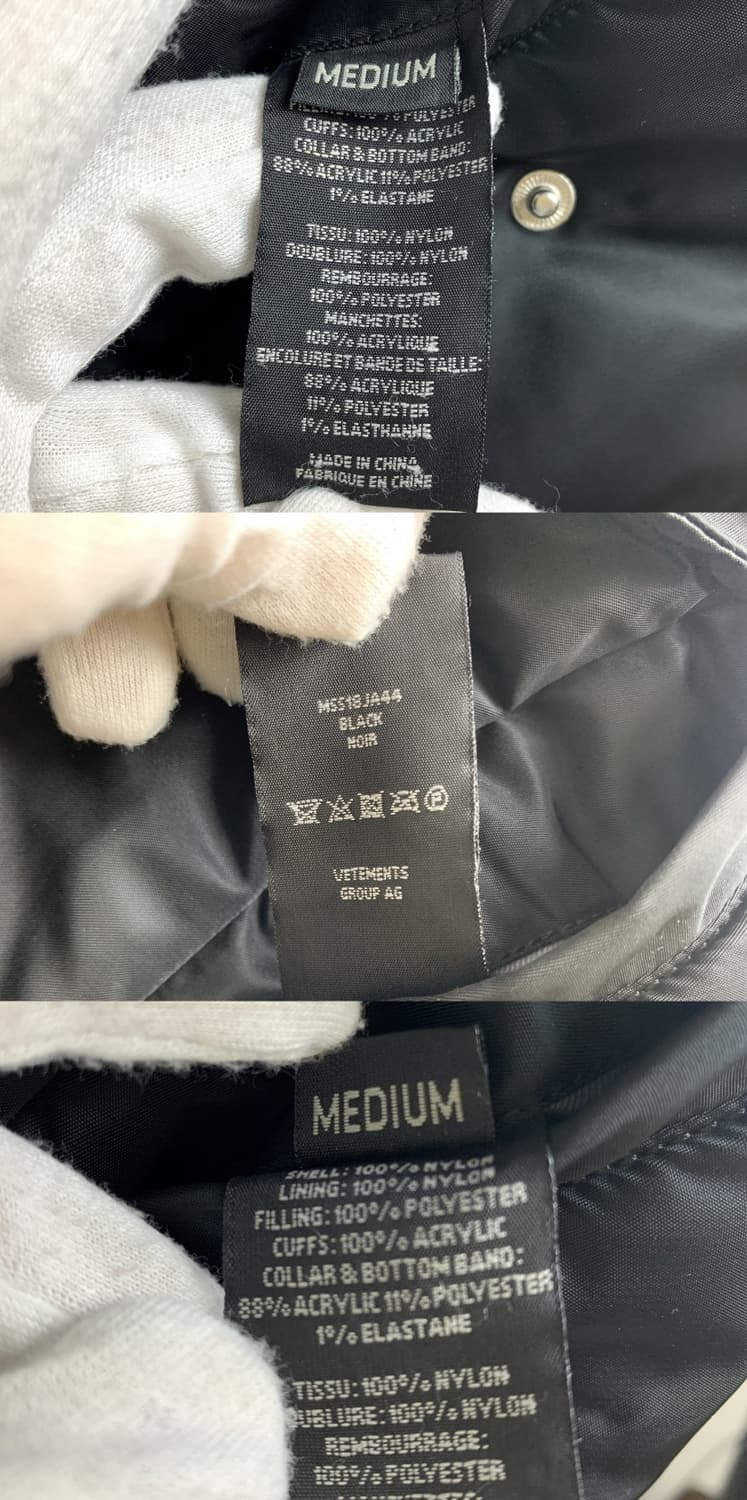 MEDIUM
FILLING: 100% POLYESTER
CUFFS: 100% ACRYLIC
COLLAR & BOTTOM BAND:
88% ACRYLIC 11% POLYESTER
1% ELASTANE
TISSU: 100% NYLON
DOUBLURE: 100% NYLON
REMBOURRAGE:
100% POLYESTER
MANCHETTES:
100% ACRYLIQUE
ENCOLURE ET BANDE DE TAILLE:
88% ACRYLIQUE
11% POLYESTER
1% ELASTHANNE
MADE IN CHINA
FABRIQUE EN CHINE
MSS18JA44
BLACK
NOIR
P
VETEMENTS
GROUP AG
MEDIUM
SHELL: 100% NYLON
LINING: 100% NYLON
FILLING: 100% POLYESTER
CUFFS: 100% ACRYLIC
COLLAR & BOTTOM BAND:
88% ACRYLIC 11% POLYESTER
1% ELASTANE
TISSU: 100% NYLON
UBLURE: 100% NYLON
REMBOURRAGE:
100% POLYESTER